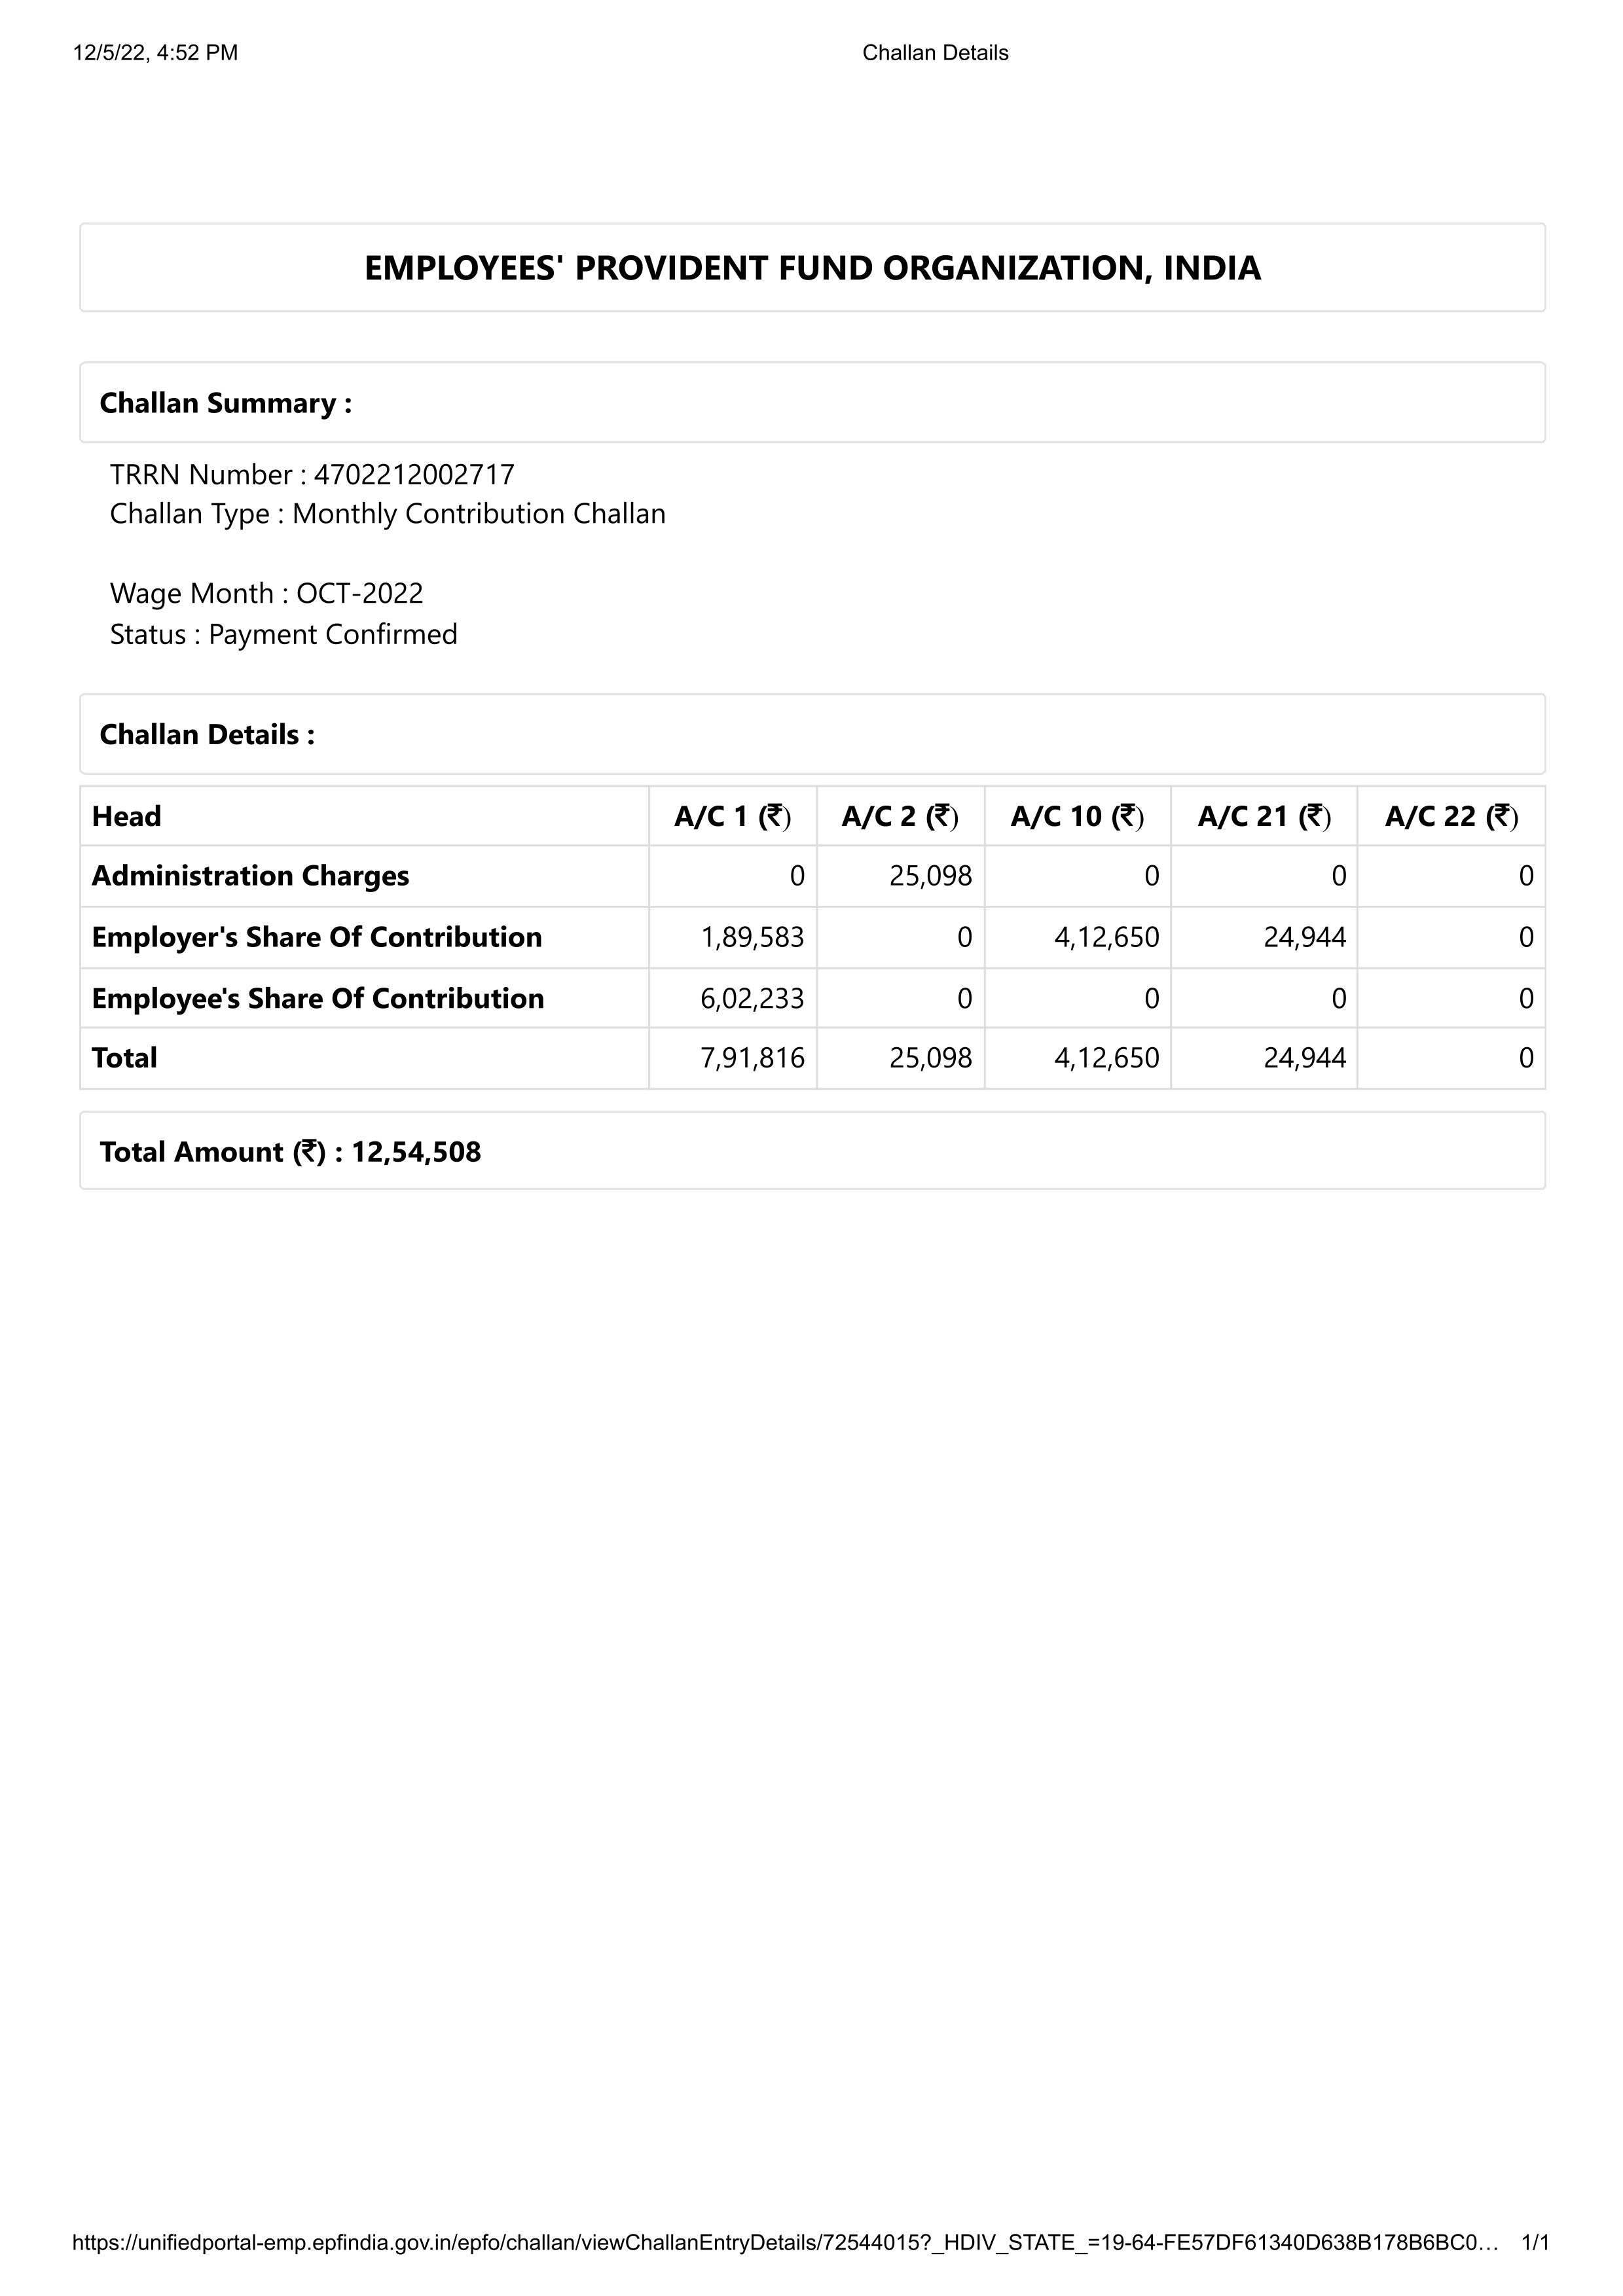 12/5/22, 4:52 PM Challan Details
EMPLOYEES' PROVIDENT FUND ORGANIZATION, INDIA
Challan Summary :
TRRN Number : 4702212002717
Challan Type : Monthly Contribution Challan
Wage Month : OCT-2022
Status : Payment Confirmed
Challan Details :
Head A/C 1 (₹) A/C 2 (₹) A/C 10 (₹) A/C 21 (₹) A/C 22 (₹)
Administration Charges 0 25,098 0 0 0
Employer's Share Of Contribution 1,89,583 0 4,12,650 24,944 0
Employee's Share Of Contribution 6,02,233 0 0 0 0
Total 7,91,816 25,098 4,12,650 24,944 0
Total Amount (₹) : 12,54,508
https://unifiedportal-emp.epfindia.gov.in/epfo/challan/viewChallanEntryDetails/72544015?_HDIV_STATE_=19-64-FE57DF61340D638B178B6BC0… 1/1